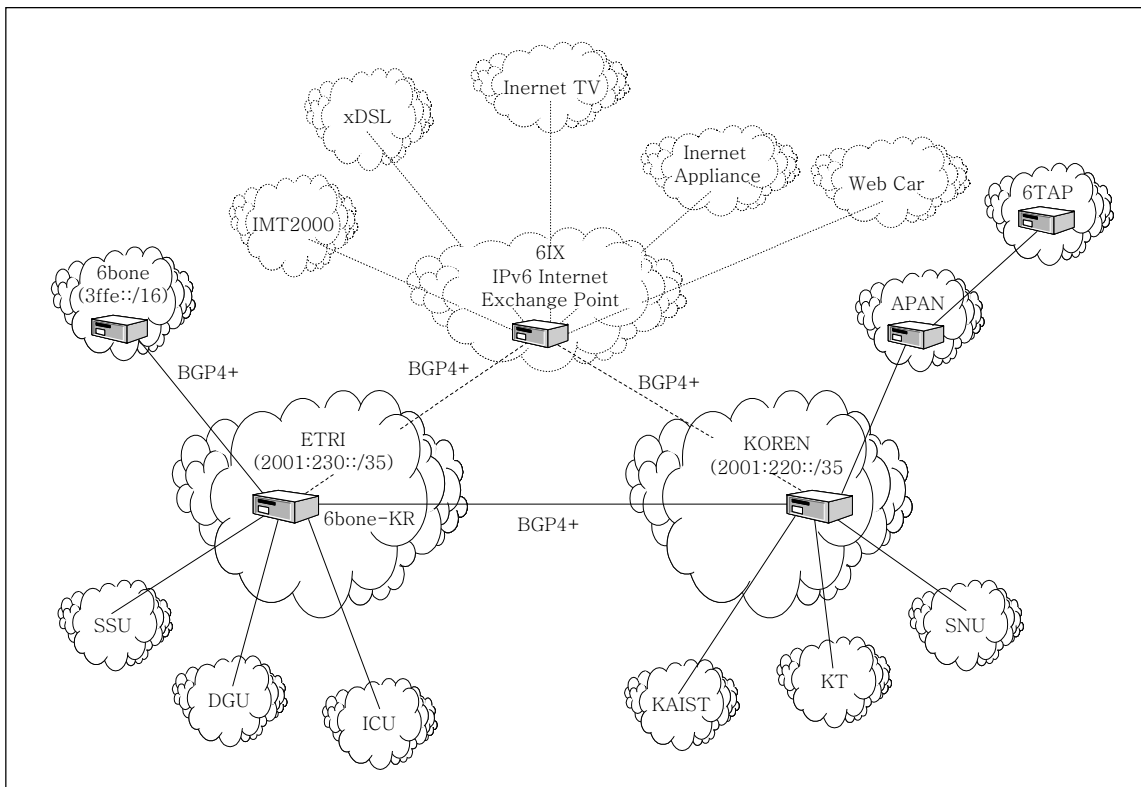 Inernet TV
xDSL
Inernet
Appliance
Web Car
6TAP
IMT2000
6IX
IPv6 Internet
Exchange Point
6bone
(3ffe::/16)
APAN
BGP4+
BGP4+
BGP4+
ETRI
(2001:230::/35)
KOREN
(2001:220::/35
6bone-KR
BGP4+
SSU
SNU
DGU
ICU
KAIST
KT